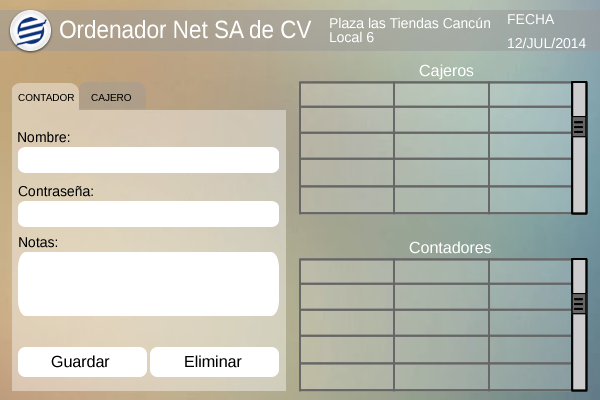 Ordenador Net SA de CV
Plaza las Tiendas Cancún
Local 6
FECHA
12/JUL/2014
CONTADOR
CAJERO
Nombre:
Contraseña:
Notas:
Guardar
Eliminar
Cajeros
Contadores